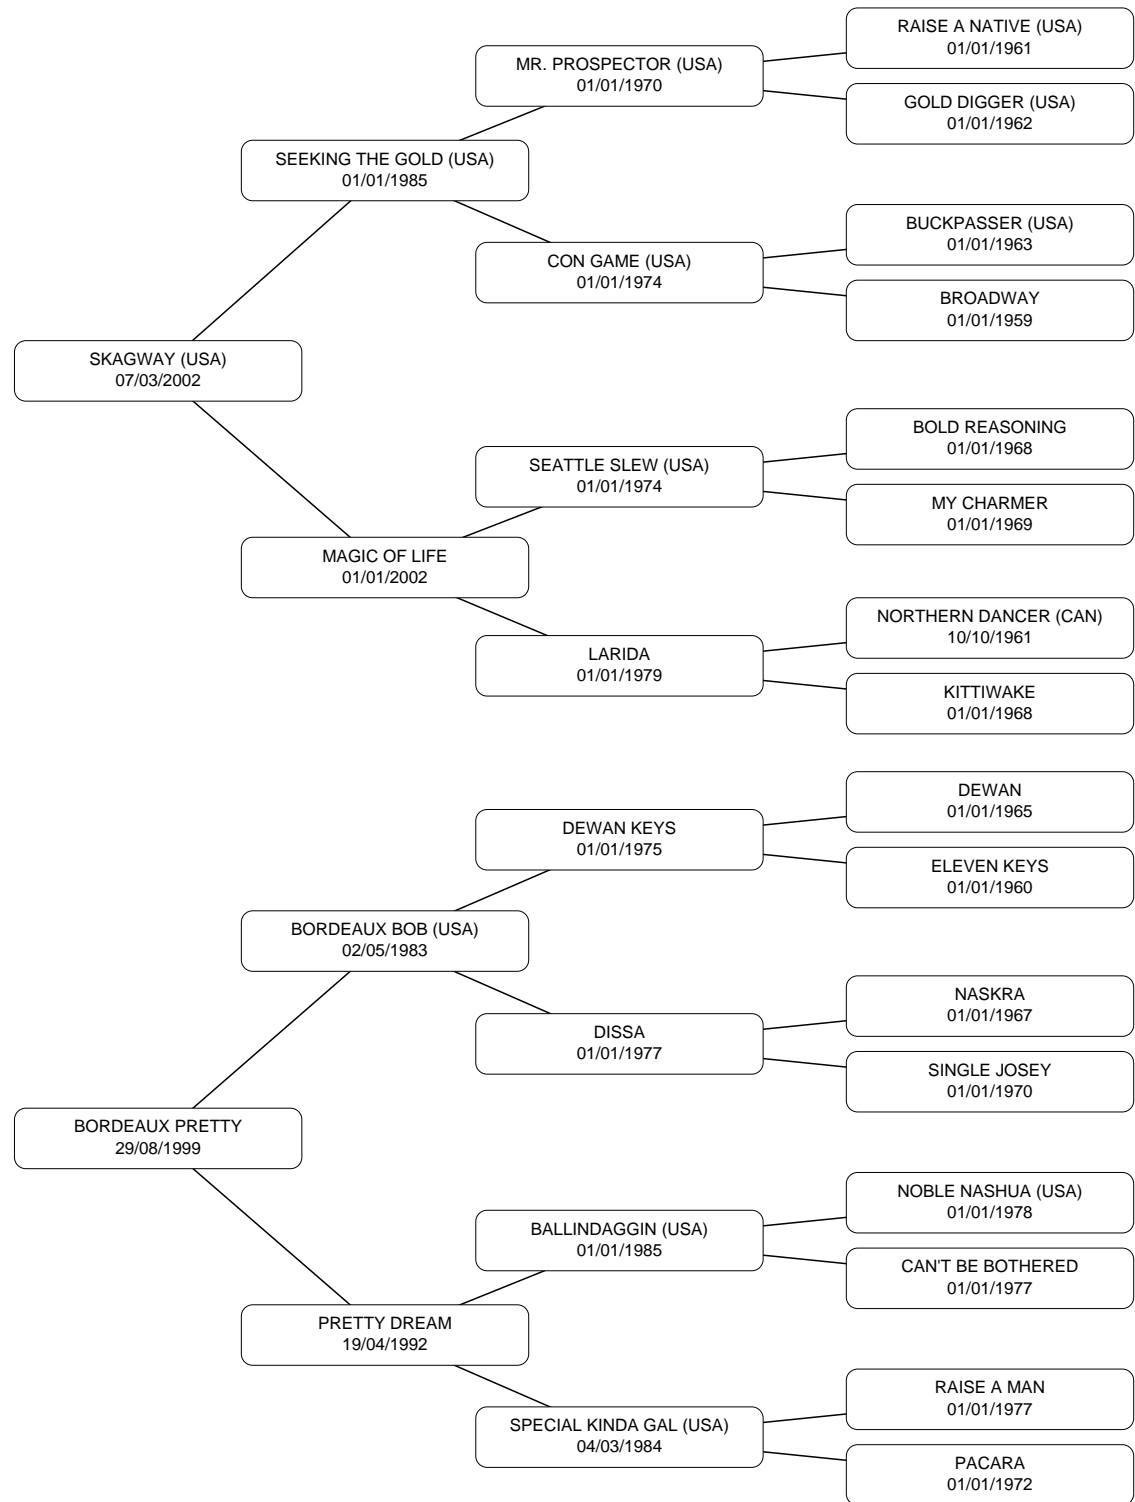 RAISE A NATIVE (USA)
01/01/1961
MR. PROSPECTOR (USA)
01/01/1970
GOLD DIGGER (USA)
01/01/1962
SEEKING THE GOLD (USA)
01/01/1985
BUCKPASSER (USA)
01/01/1963
CON GAME (USA)
01/01/1974
BROADWAY
01/01/1959
SKAGWAY (USA)
07/03/2002
BOLD REASONING
01/01/1968
SEATTLE SLEW (USA)
01/01/1974
MY CHARMER
01/01/1969
MAGIC OF LIFE
01/01/2002
NORTHERN DANCER (CAN)
10/10/1961
LARIDA
01/01/1979
KITTIWAKE
01/01/1968
DEWAN
01/01/1965
DEWAN KEYS
01/01/1975
ELEVEN KEYS
01/01/1960
BORDEAUX BOB (USA)
02/05/1983
NASKRA
01/01/1967
DISSA
01/01/1977
SINGLE JOSEY
01/01/1970
BORDEAUX PRETTY
29/08/1999
NOBLE NASHUA (USA)
01/01/1978
BALLINDAGGIN (USA)
01/01/1985
CAN'T BE BOTHERED
01/01/1977
PRETTY DREAM
19/04/1992
RAISE A MAN
01/01/1977
SPECIAL KINDA GAL (USA)
04/03/1984
PACARA
01/01/1972